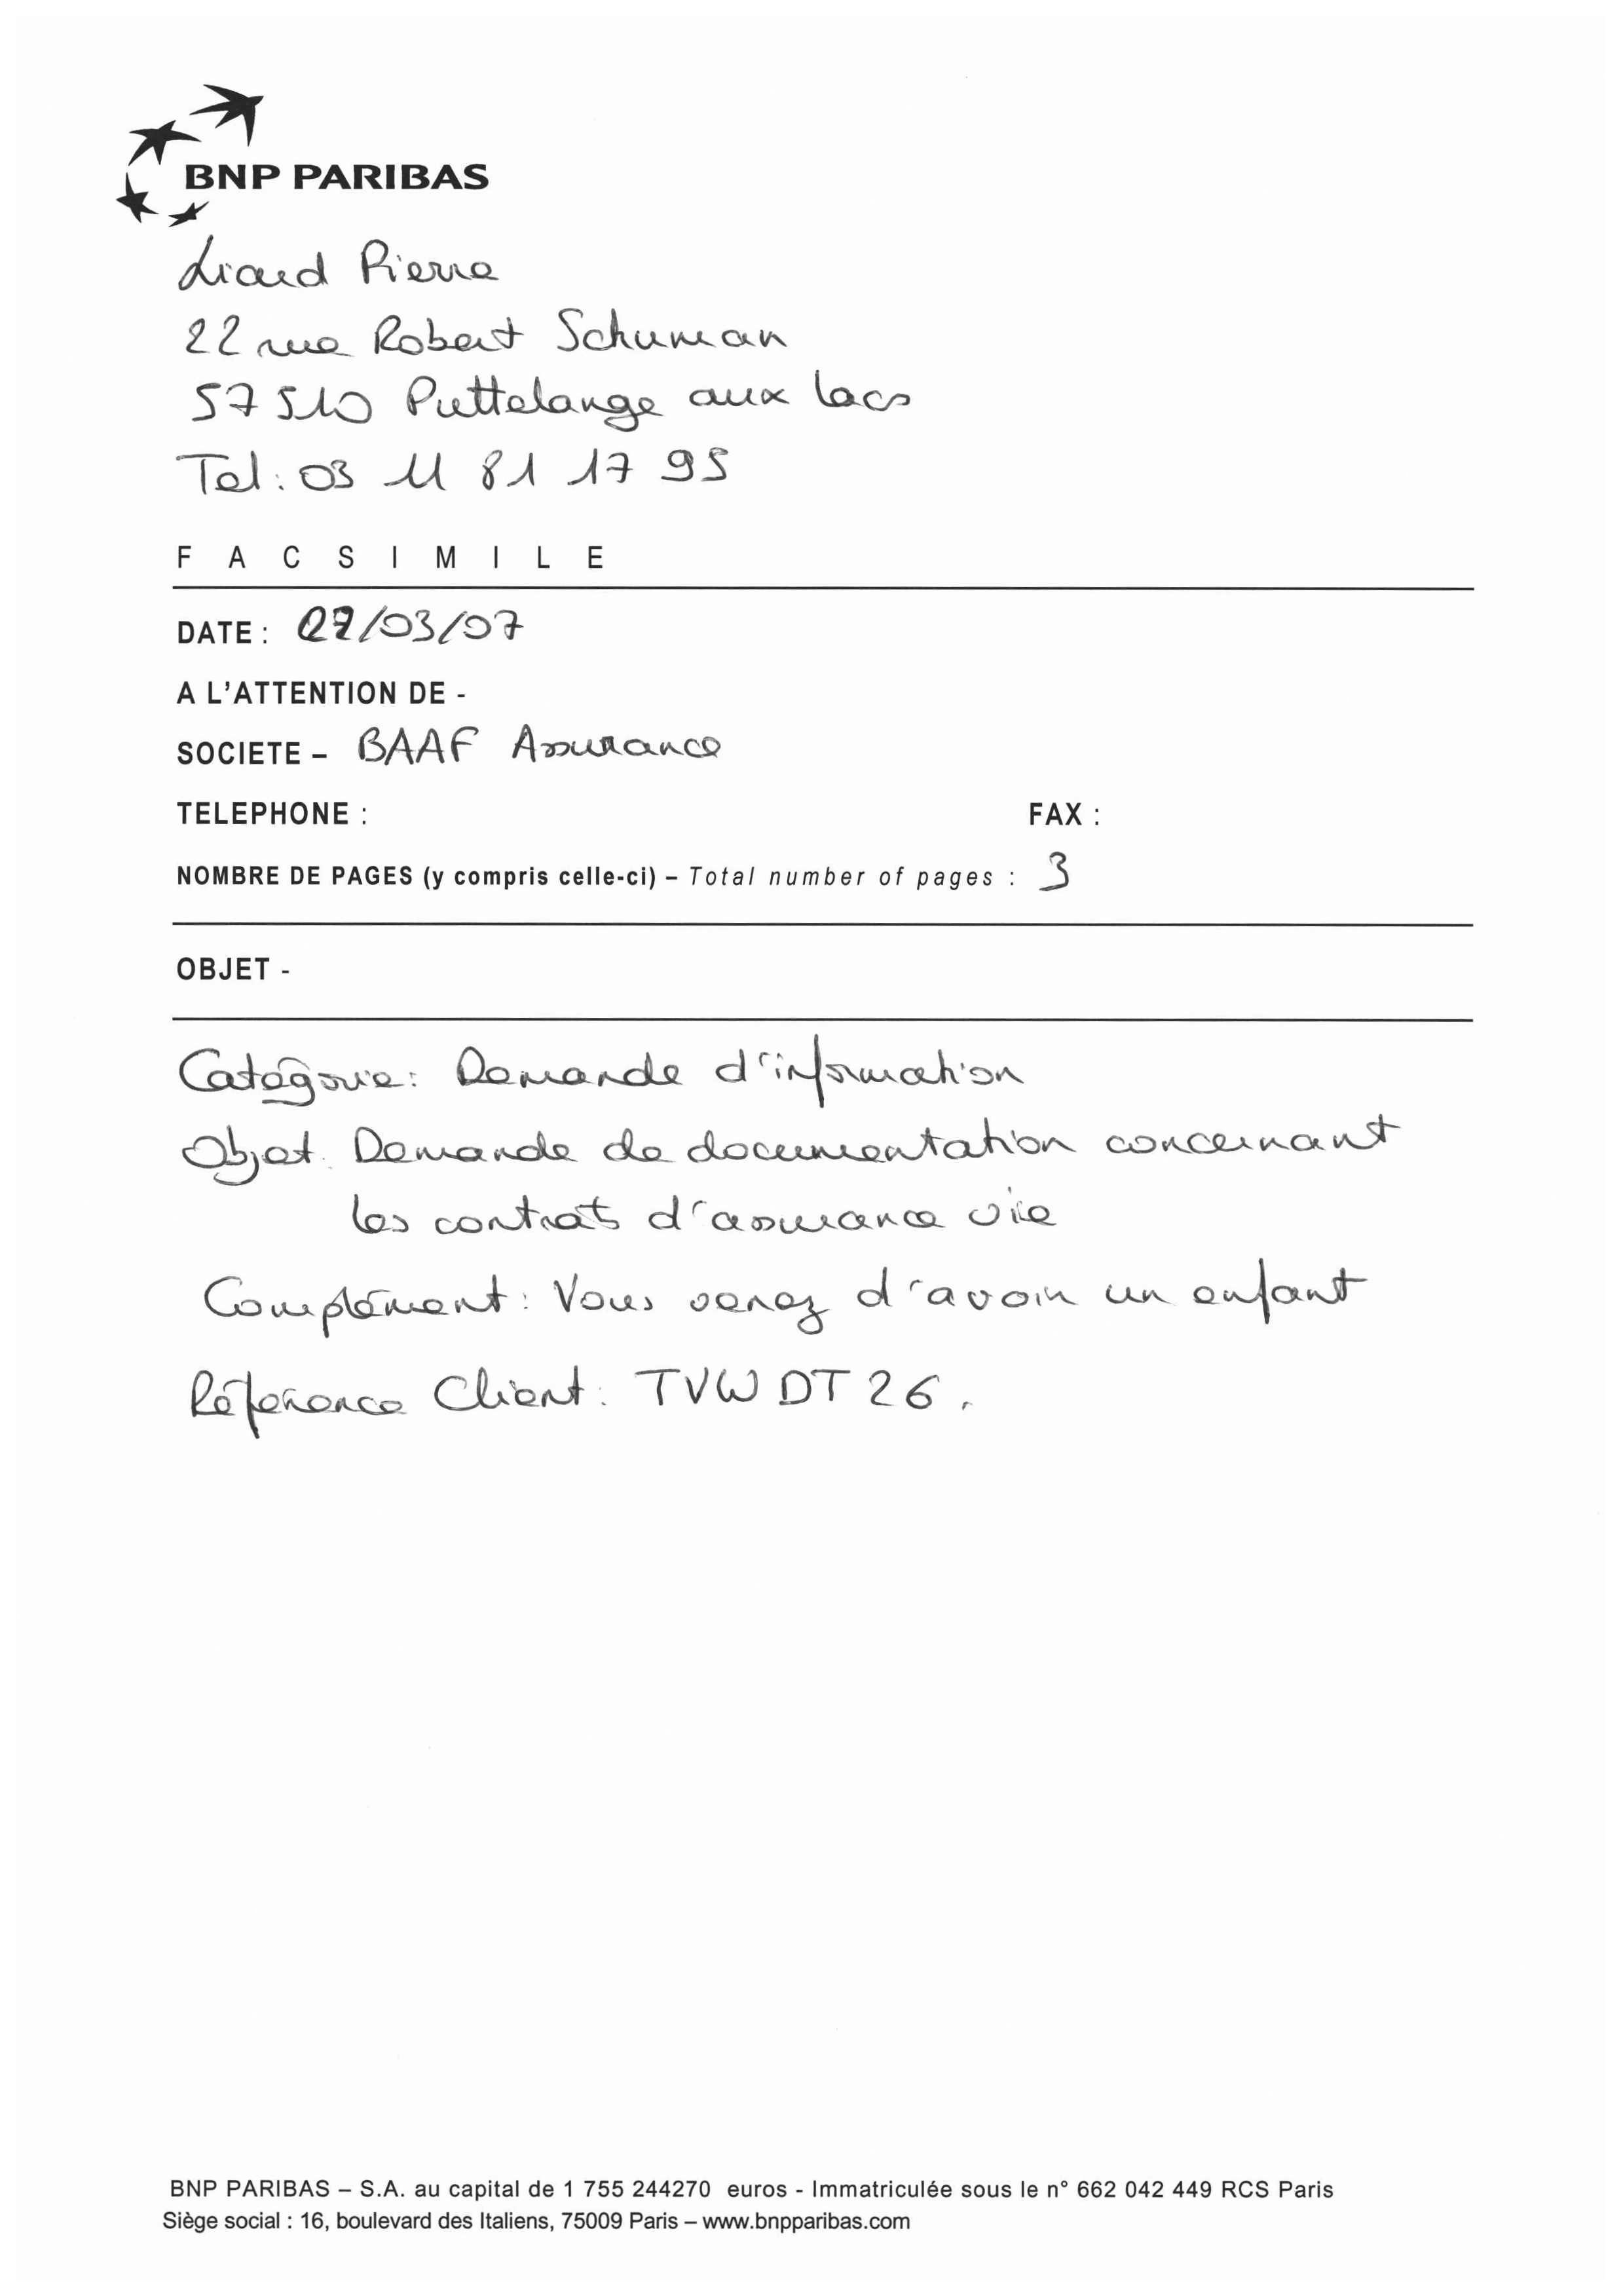 BNP PARIBAS
Liard Pierre
22 rue Robert Schuman
57510 Puttelange aux lacs
Tel: 03 11 81 17 95
FACSIMILE
DATE : 27/03/07
A L'ATTENTION DE -
SOCIETE – BAAF Assurance
TELEPHONE : FAX :
NOMBRE DE PAGES (y compris celle-ci) – Total number of pages : 3
OBJET -
Catégorie: Demande d'information
Objet: Demande de documentation concernant
les contrats d'assurance vie
Complément: Vous venez d'avoir un enfant
Référence Client: TVWDT26.
BNP PARIBAS – S.A. au capital de 1 755 244270 euros - Immatriculée sous le n° 662 042 449 RCS Paris
Siège social : 16, boulevard des Italiens, 75009 Paris – www.bnpparibas.com